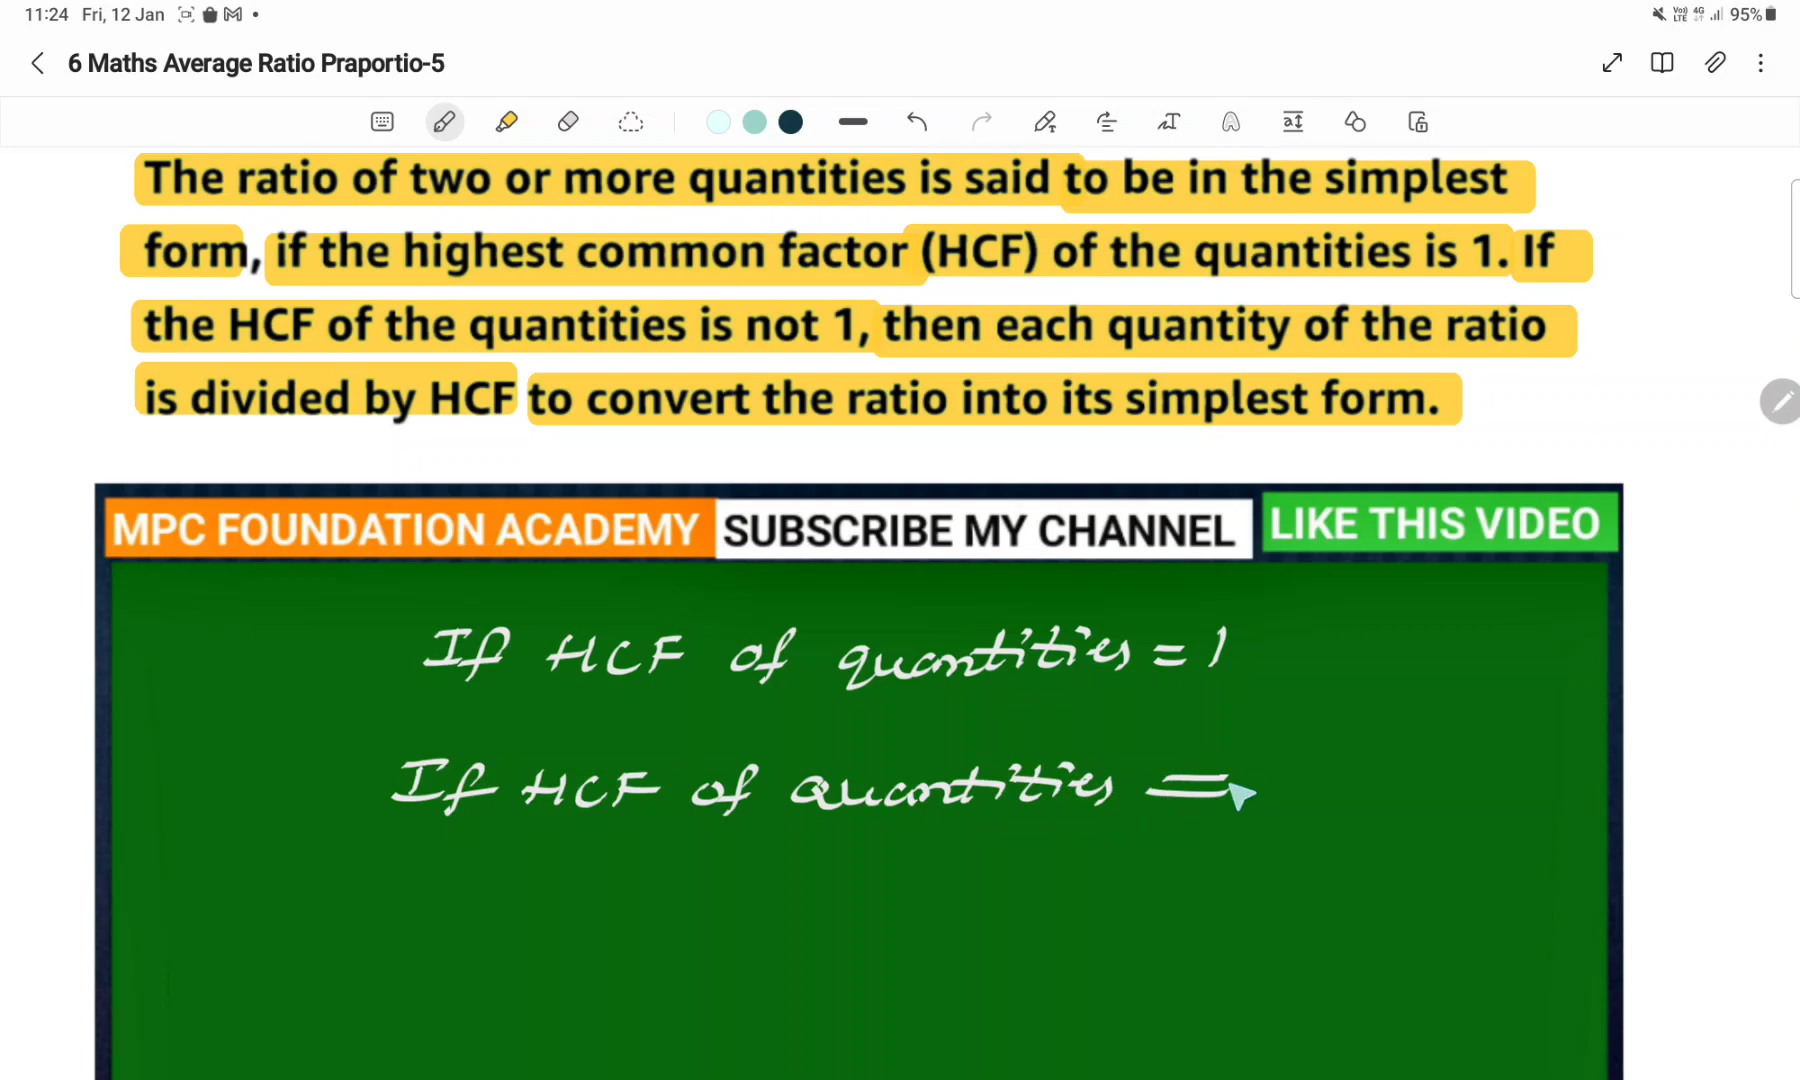 11:24 Fri, 12 Jan
95%
6 Maths Average Ratio Praportio-5
The ratio of two or more quantities is said to be in the simplest
form, if the highest common factor (HCF) of the quantities is 1. If
the HCF of the quantities is not 1, then each quantity of the ratio
is divided by HCF to convert the ratio into its simplest form.
MPC FOUNDATION ACADEMY SUBSCRIBE MY CHANNEL LIKE THIS VIDEO
If HCF of quantities = 1
If HCF of quantities =